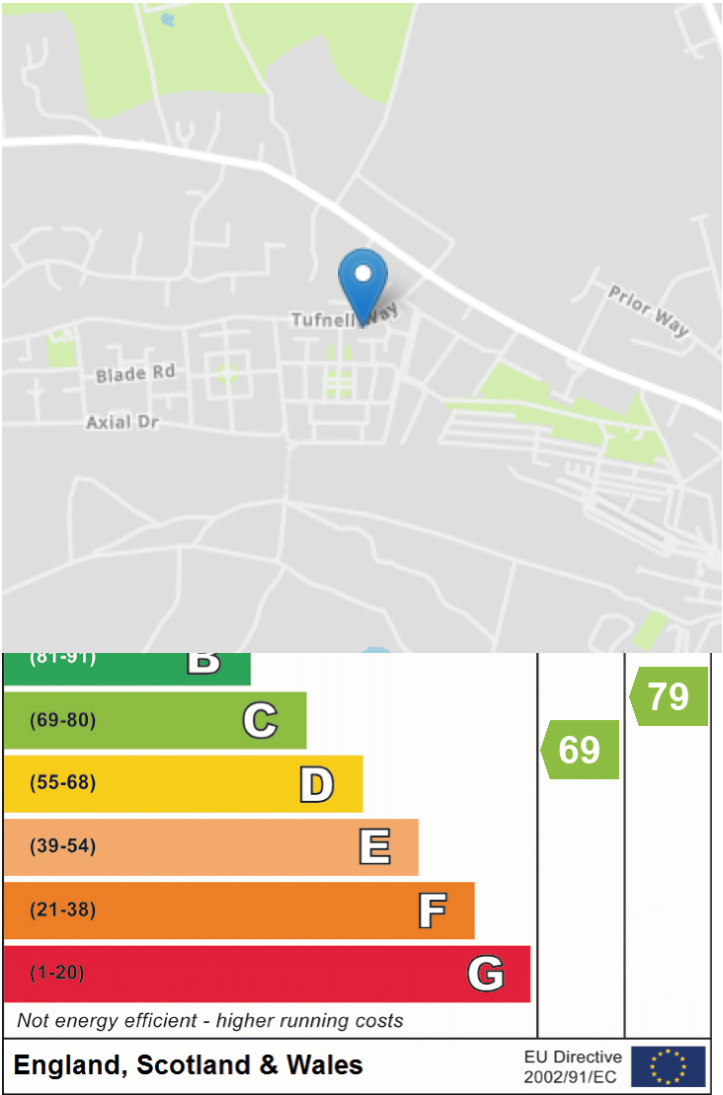 Prior Way
Tufnell Way
Blade Rd
Axial Dr
(81-91) B
79
(69-80) C
69
(55-68) D
(39-54) E
(21-38) F
(1-20) G
Not energy efficient - higher running costs
England, Scotland & Wales
EU Directive
2002/91/EC